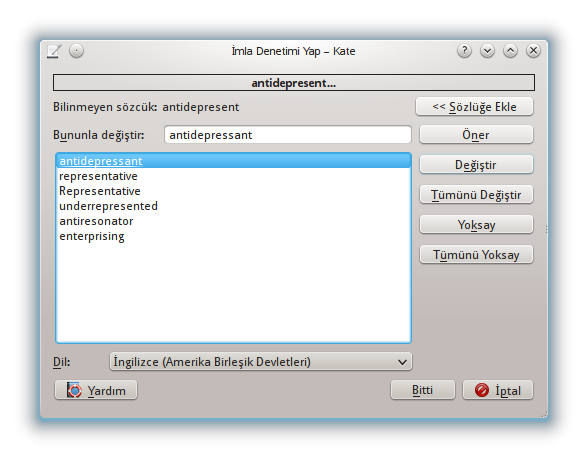 İmla Denetimi Yap – Kate
antidepresent...
Bilinmeyen sözcük: antidepresent
<< Sözlüğe Ekle
Bununla değiştir: antidepressant
Öner
antidepressant
representative
Representative
underrepresented
antiresonator
enterprising
Değiştir
Tümünü Değiştir
Yoksay
Tümünü Yoksay
Dil: İngilizce (Amerika Birleşik Devletleri)
Yardım
Bitti
İptal